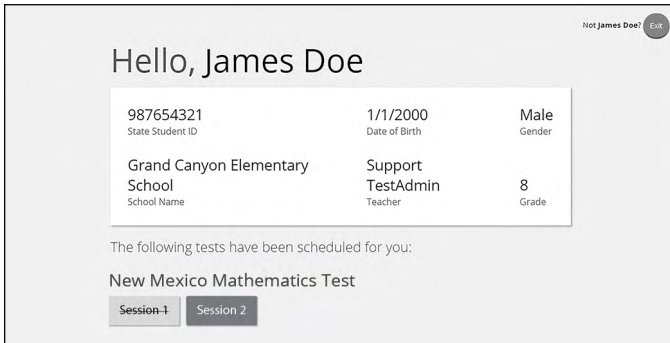 Not James Doe? Exit
Hello, James Doe
987654321 1/1/2000 Male
State Student ID Date of Birth Gender
Grand Canyon Elementary Support
School TestAdmin 8
School Name Teacher Grade
The following tests have been scheduled for you:
New Mexico Mathematics Test
Session 1 Session 2